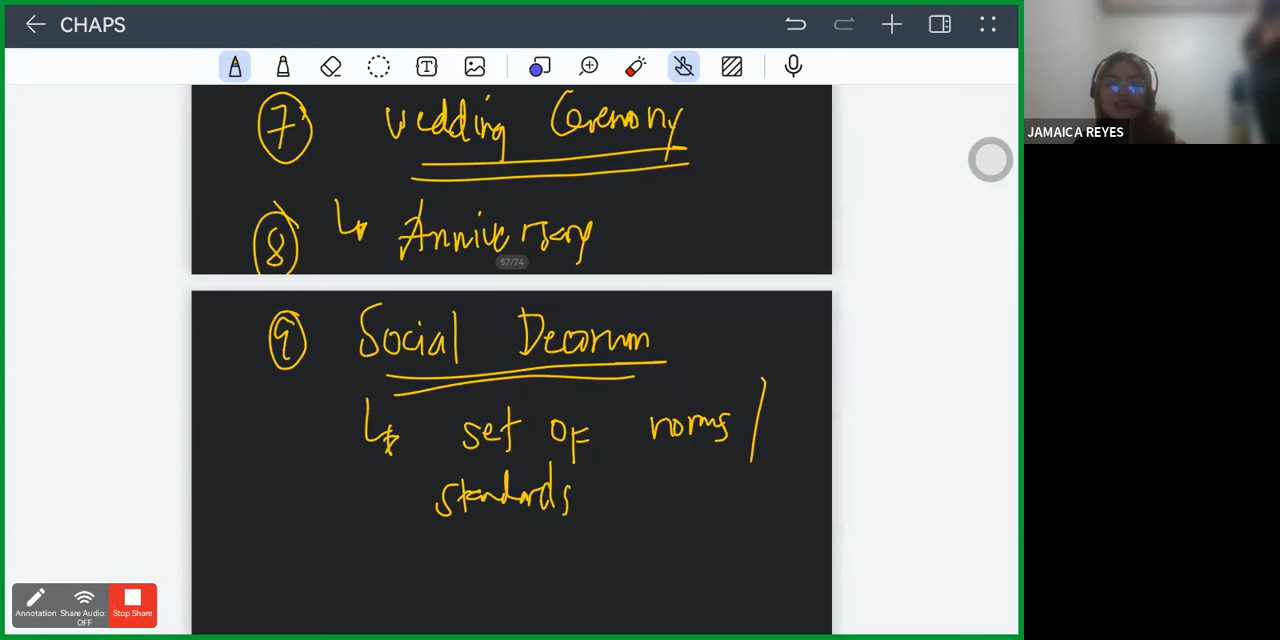 CHAPS
JAMAICA REYES
7 Wedding Ceremony
8 Anniversary
57/74
9 Social Decorum
set of norms /
standards
Annotation Share Audio: OFF Stop Share